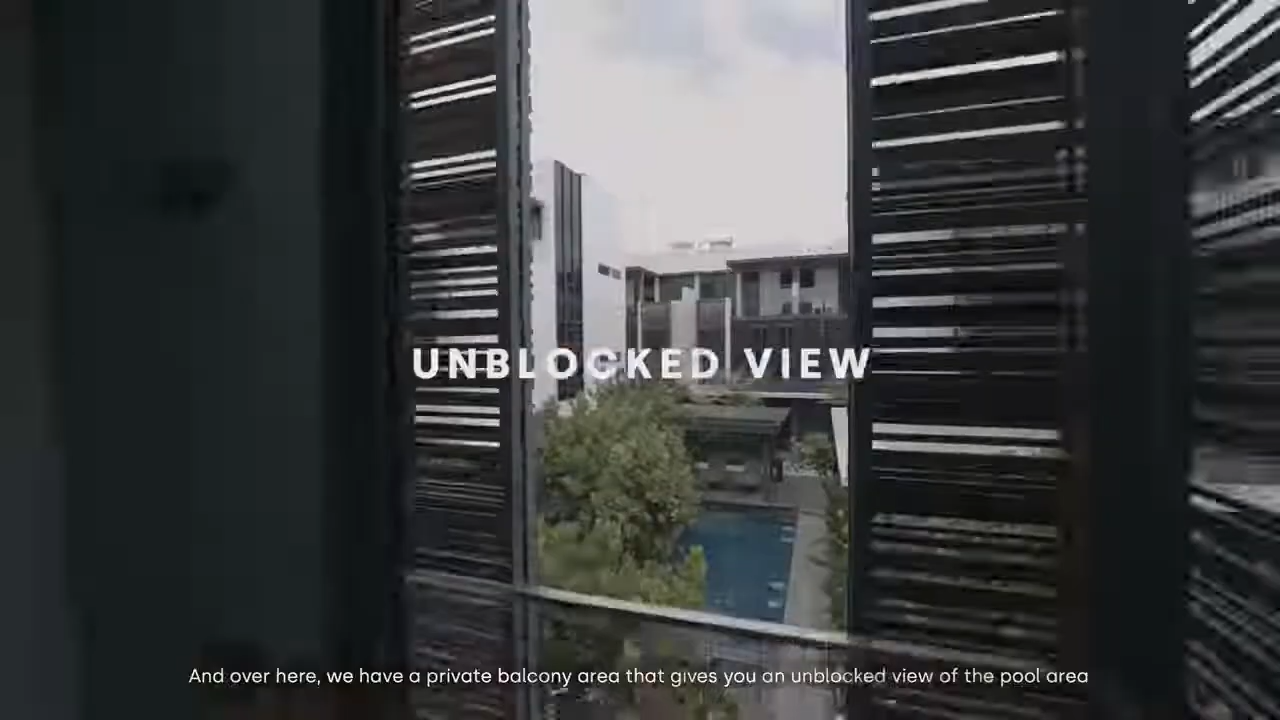 UNBLOCKED VIEW
And over here, we have a private balcony area that gives you an unblocked view of the pool area